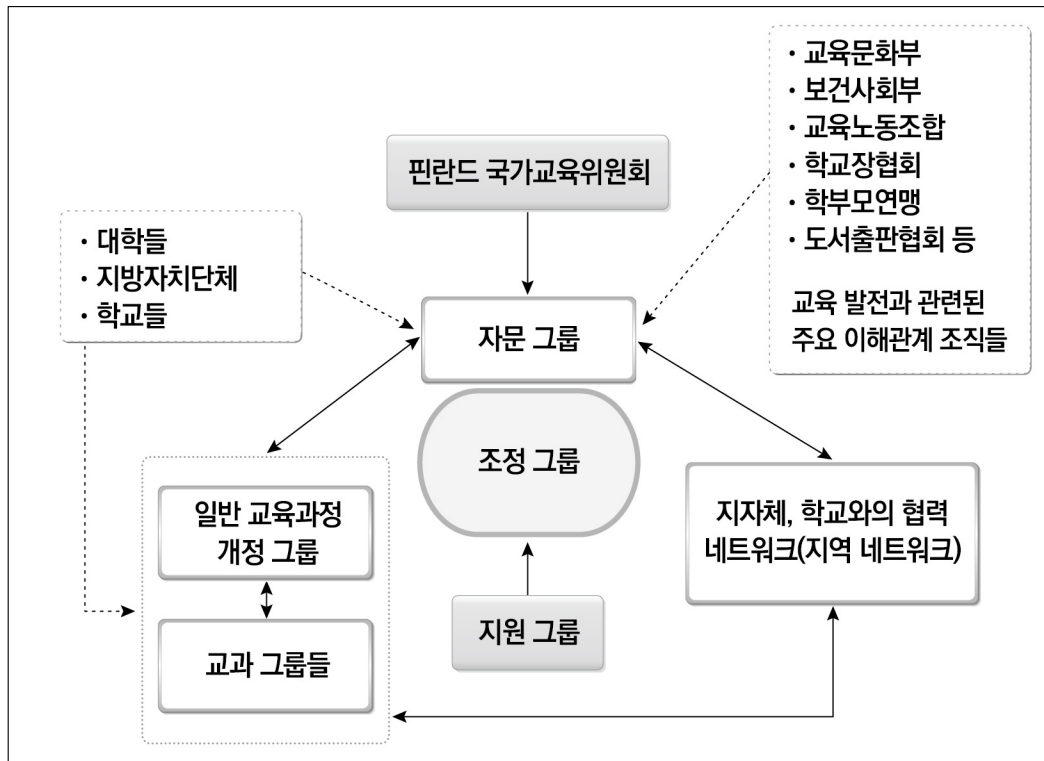 · 교육문화부
· 보건사회부
· 교육노동조합
· 학교장협회
· 학부모연맹
· 도서출판협회 등
교육 발전과 관련된
주요 이해관계 조직들
핀란드 국가교육위원회
· 대학들
· 지방자치단체
· 학교들
자문 그룹
조정 그룹
일반 교육과정
개정 그룹
지자체, 학교와의 협력
네트워크(지역 네트워크)
지원 그룹
교과 그룹들